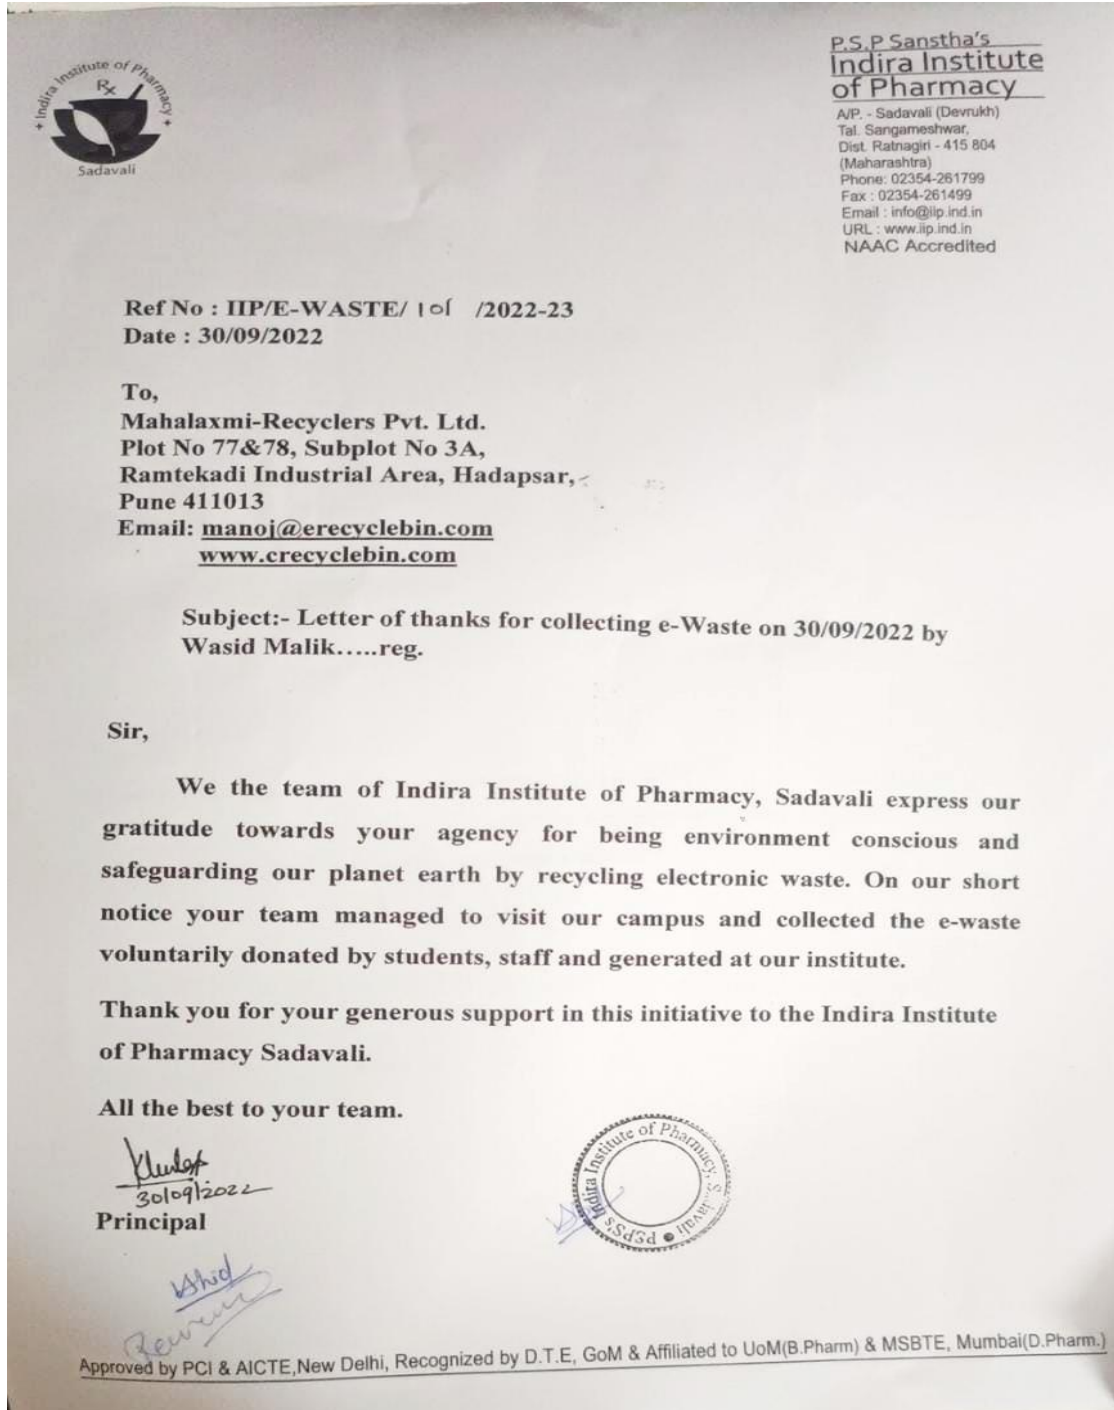 Indira Institute of Pharmacy
Rx
Sadavali
P.S.P Sanstha's
Indira Institute
of Pharmacy
A/P. - Sadavali (Devrukh)
Tal. Sangameshwar,
Dist. Ratnagiri - 415 804
(Maharashtra)
Phone: 02354-261799
Fax : 02354-261499
Email : info@iip.ind.in
URL : www.iip.ind.in
NAAC Accredited
Ref No : IIP/E-WASTE/ 101 /2022-23
Date : 30/09/2022
To,
Mahalaxmi-Recyclers Pvt. Ltd.
Plot No 77&78, Subplot No 3A,
Ramtekadi Industrial Area, Hadapsar,
Pune 411013
Email: manoj@erecyclebin.com
www.crecyclebin.com
Subject:- Letter of thanks for collecting e-Waste on 30/09/2022 by
Wasid Malik.....reg.
Sir,
We the team of Indira Institute of Pharmacy, Sadavali express our
gratitude towards your agency for being environment conscious and
safeguarding our planet earth by recycling electronic waste. On our short
notice your team managed to visit our campus and collected the e-waste
voluntarily donated by students, staff and generated at our institute.
Thank you for your generous support in this initiative to the Indira Institute
of Pharmacy Sadavali.
All the best to your team.
30/09/2022
Principal
PSPS's Indira Institute of Pharmacy, Sadavali
Approved by PCI & AICTE,New Delhi, Recognized by D.T.E, GoM & Affiliated to UoM(B.Pharm) & MSBTE, Mumbai(D.Pharm.)